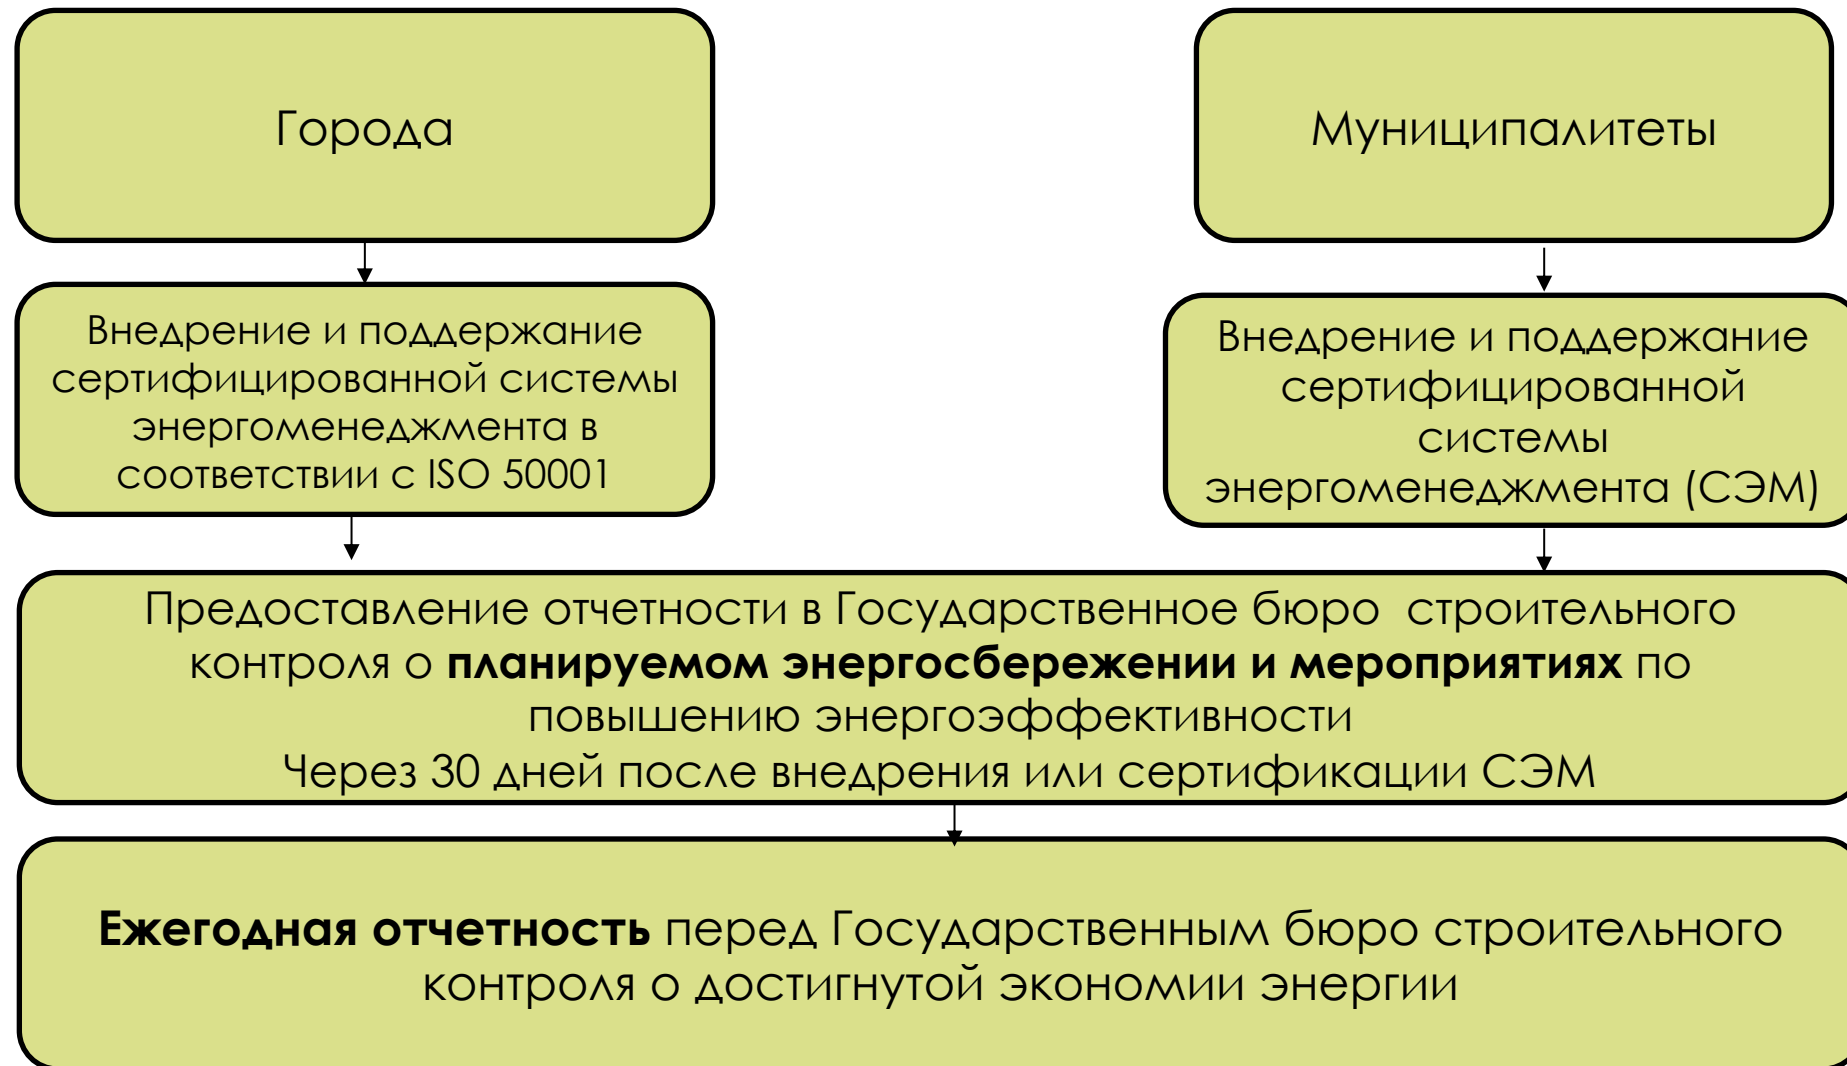 Города
Муниципалитеты
Внедрение и поддержание
сертифицированной системы
энергоменеджмента в
соответствии с ISO 50001
Внедрение и поддержание
сертифицированной
системы
энергоменеджмента (СЭМ)
Предоставление отчетности в Государственное бюро строительного
контроля о планируемом энергосбережении и мероприятиях по
повышению энергоэффективности
Через 30 дней после внедрения или сертификации СЭМ
Ежегодная отчетность перед Государственным бюро строительного
контроля о достигнутой экономии энергии